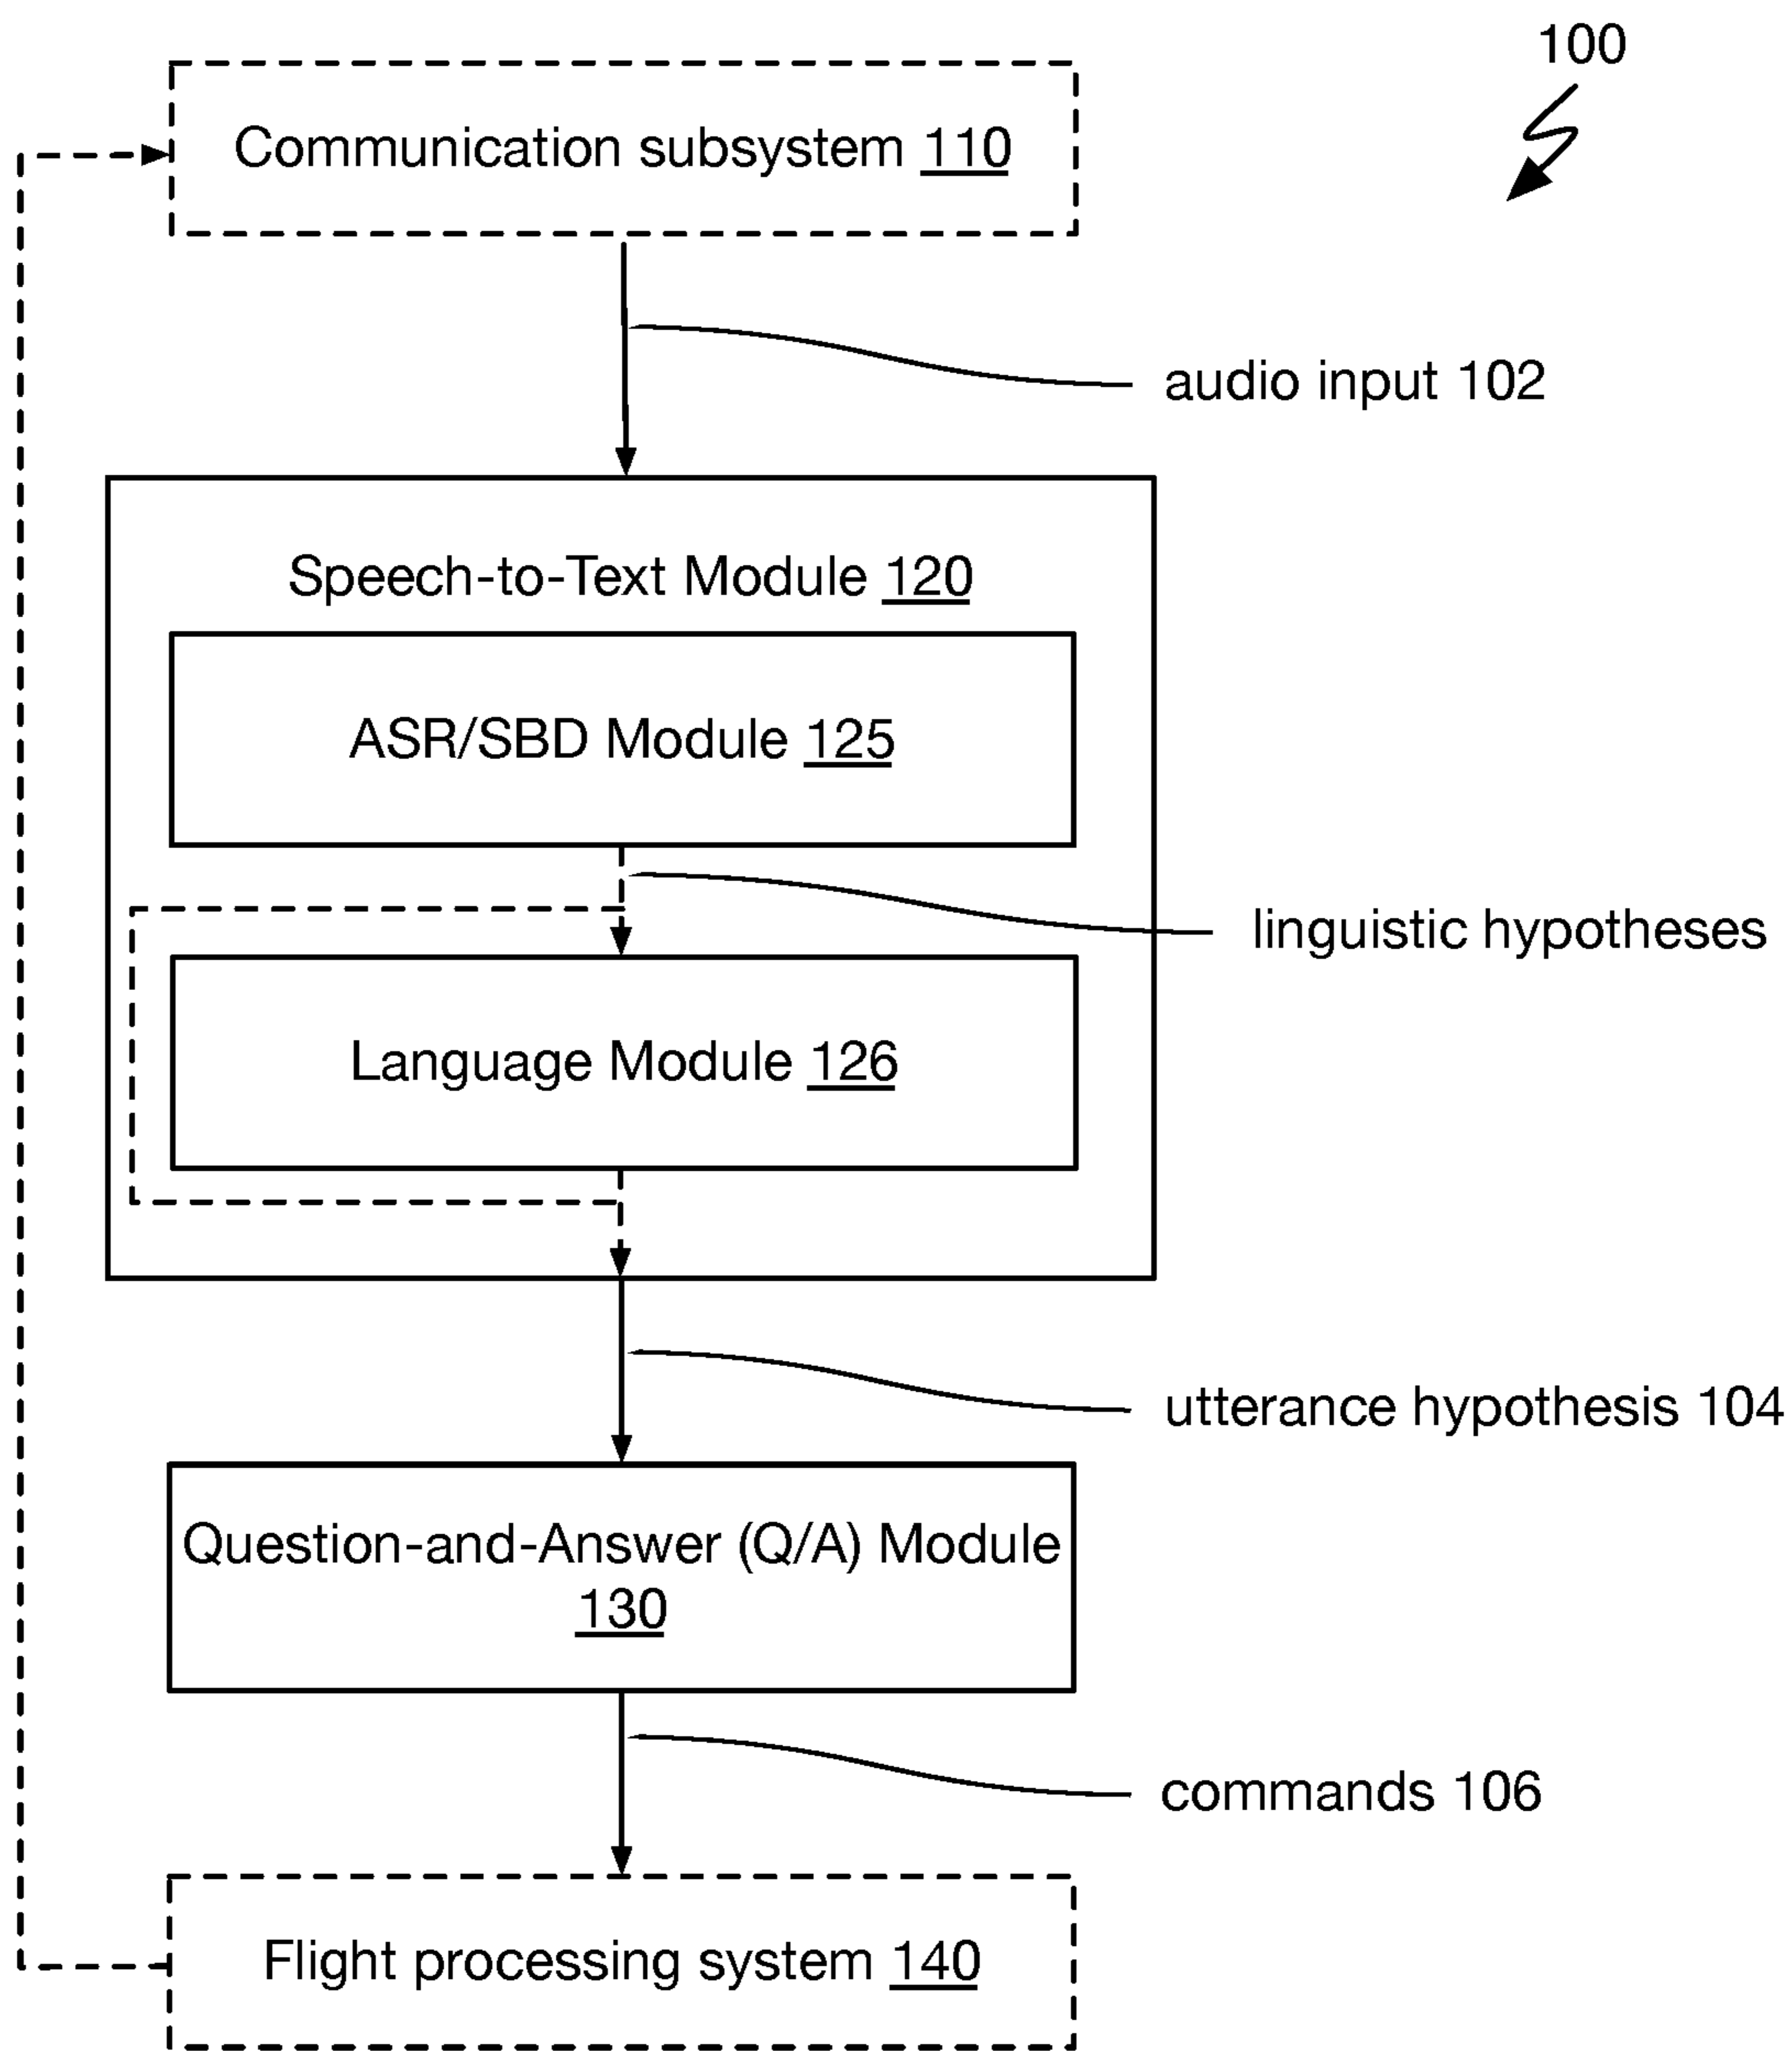 100
Communication subsystem 110
audio input 102
Speech-to-Text Module 120
ASR/SBD Module 125
linguistic hypotheses
Language Module 126
utterance hypothesis 104
Question-and-Answer (Q/A) Module
130
commands 106
Flight processing system 140